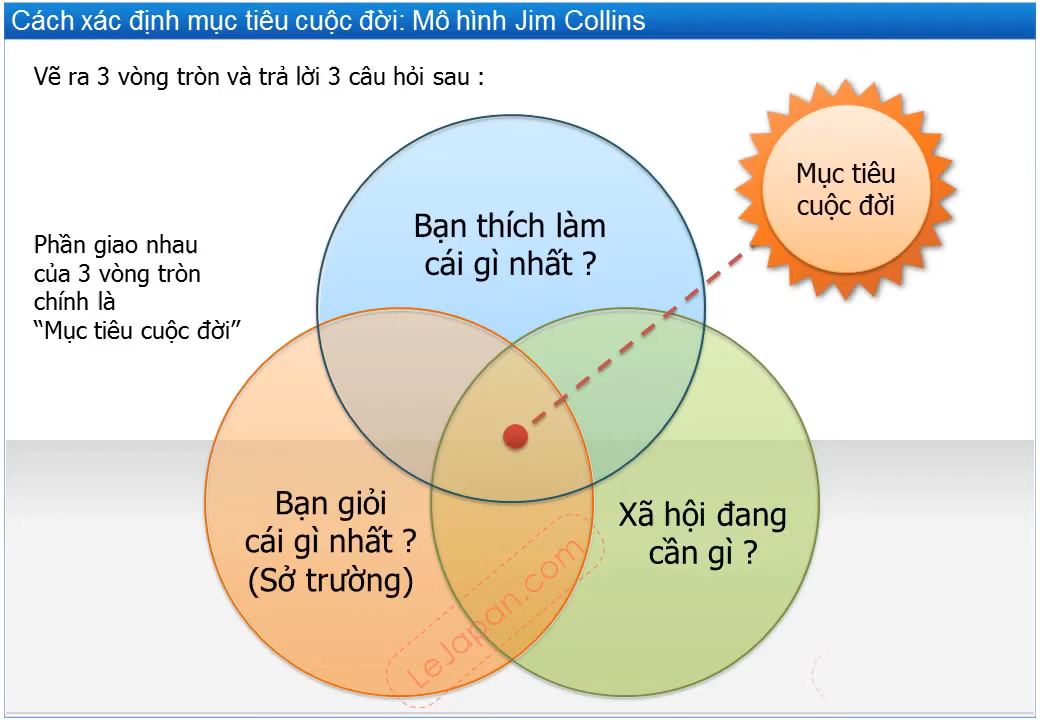 Cách xác định mục tiêu cuộc đời: Mô hình Jim Collins
Vẽ ra 3 vòng tròn và trả lời 3 câu hỏi sau :
Mục tiêu
cuộc đời
Bạn thích làm
cái gì nhất ?
Phần giao nhau
của 3 vòng tròn
chính là
“Mục tiêu cuộc đời”
Bạn giỏi
cái gì nhất ?
(Sở trường)
Xã hội đang
cần gì ?
LeJapan.com